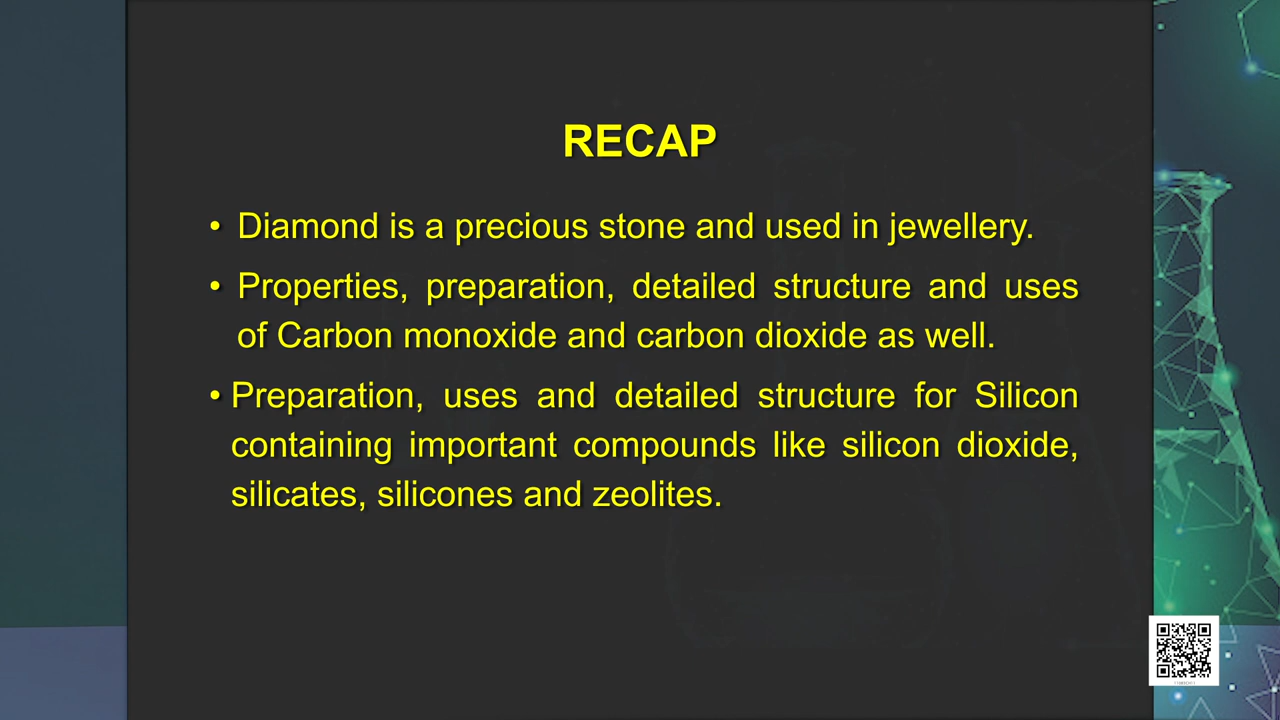 RECAP
• Diamond is a precious stone and used in jewellery.
• Properties, preparation, detailed structure and uses
of Carbon monoxide and carbon dioxide as well.
• Preparation, uses and detailed structure for Silicon
containing important compounds like silicon dioxide,
silicates, silicones and zeolites.